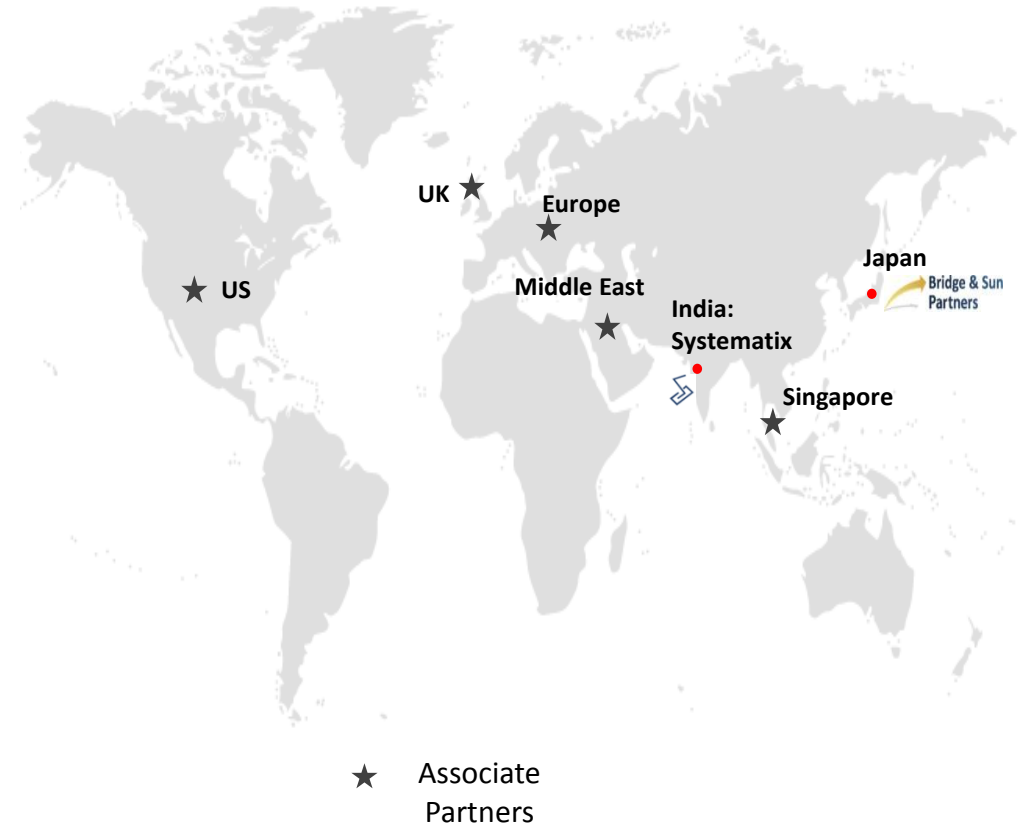 UK
Europe
Japan
US
Middle East
Bridge & Sun
Partners
India:
Systematix
Singapore
Associate
Partners